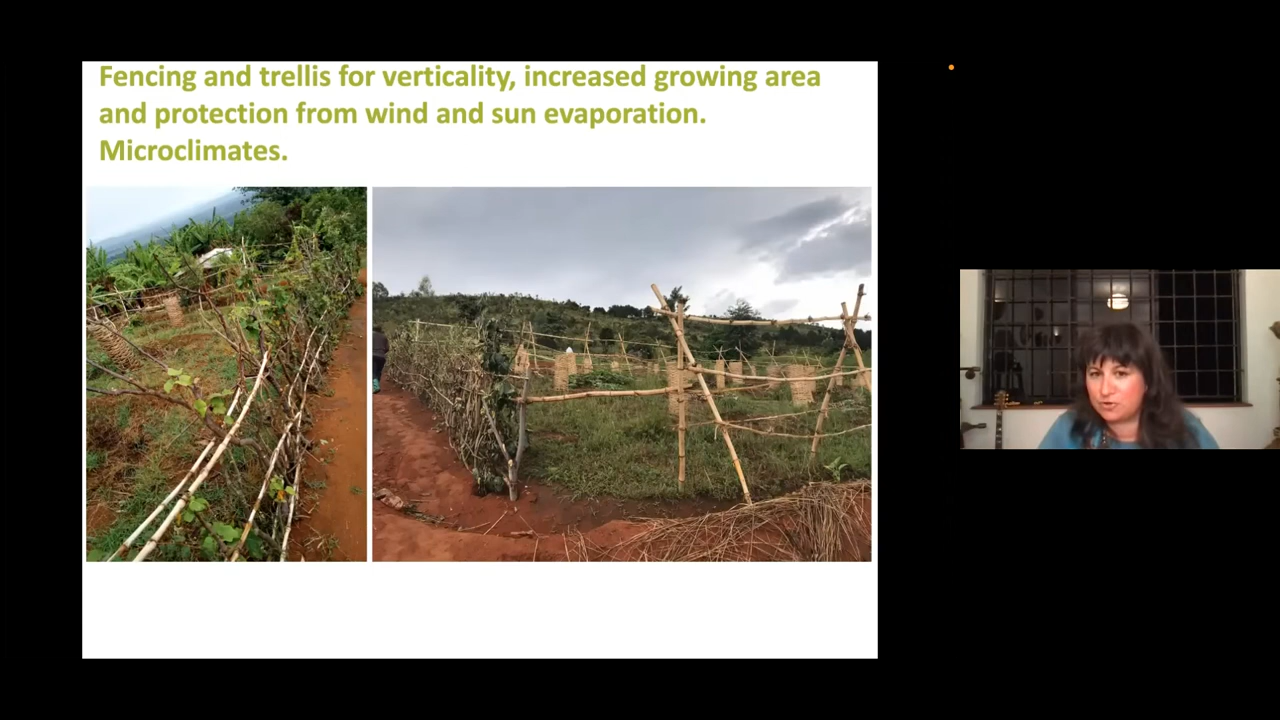 Fencing and trellis for verticality, increased growing area
and protection from wind and sun evaporation.
Microclimates.